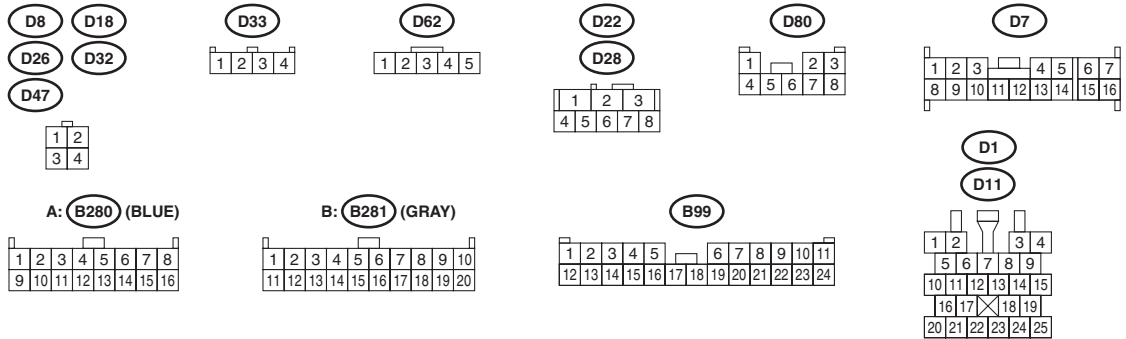 D8 D18
D26 D32
D47
1 2
3 4
D33
1 2 3 4
D62
1 2 3 4 5
D22
D28
1 2 3
4 5 6 7 8
D80
1 2 3
4 5 6 7 8
D7
1 2 3 4 5 6 7
8 9 10 11 12 13 14 15 16
A: B280 (BLUE)
1 2 3 4 5 6 7 8
9 10 11 12 13 14 15 16
B: B281 (GRAY)
1 2 3 4 5 6 7 8 9 10
11 12 13 14 15 16 17 18 19 20
B99
1 2 3 4 5 6 7 8 9 10 11
12 13 14 15 16 17 18 19 20 21 22 23 24
D1
D11
1 2 3 4
5 6 7 8 9
10 11 12 13 14 15
16 17 18 19
20 21 22 23 24 25